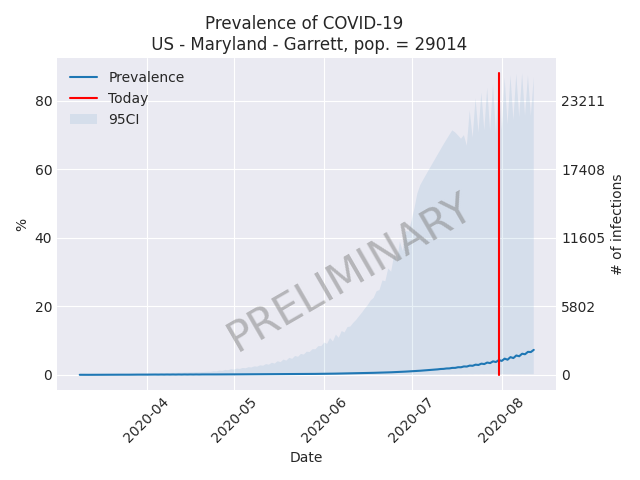 Prevalence of COVID-19
US - Maryland - Garrett, pop. = 29014
Prevalence
Today
95CI
80
60
40
20
0
%
23211
17408
11605
5802
0
# of infections
PRELIMINARY
2020-04
2020-05
2020-06
2020-07
2020-08
Date